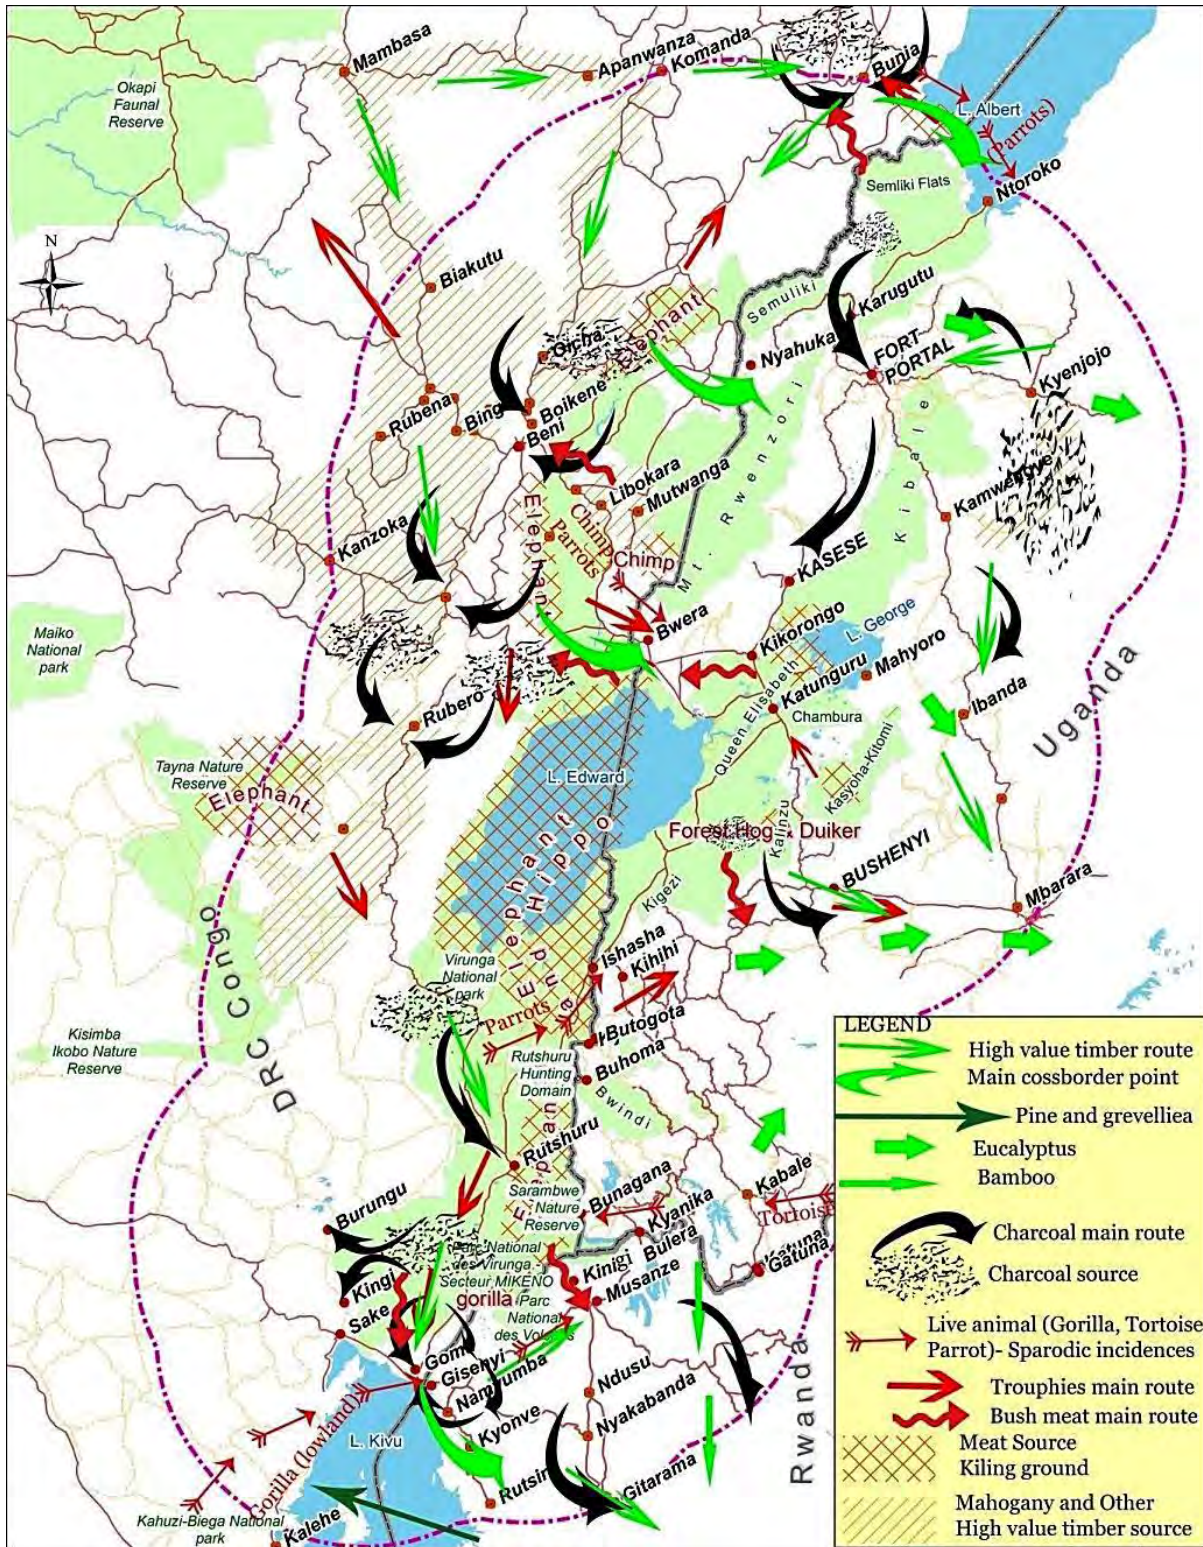 Mambasa
Apanwanza
Komanda
Bunia
Okapi
Faunal
Reserve
L. Albert
(Parrots)
Ntoroko
Semliki Flats
N
Biakutu
Semuliki
Karugutu
Elephant
Oicha
Nyahuka
FORT-
PORTAL
Kyenjojo
Rubena
Bing
Boikene
Beni
Mt. Rwenzori
Kibale
Libokara
Mutwanga
Kamwengye
Elephant
Chimp
Parrots
Chimp
Kanzoka
KASESE
Maiko
National
park
Bwera
Kikorongo
L. George
Mahyoro
Katunguru
Queen Elisabeth
Chambura
Ibanda
Uganda
Rubero
Tayna Nature
Reserve
Elephant
L. Edward
Kasyoha-Kitomi
Kalinzu
Forest Hog & Duiker
Elephant
and Hippo
BUSHENYI
Mbarara
Kigezi
DRC Congo
Virunga
National
park
Ishasha
Kihihi
Parrots
Butogota
Kisimba
Ikobo Nature
Reserve
Rutshuru
Hunting
Domain
Buhoma
Bwindi
Rutshuru
Sarambwe
Nature
Reserve
Bunagana
Kabale
Tortoise
Kyanika
Bulera
Katuna
Gatuna
Burungu
Parc National
des Virunga -
Secteur MIKENO
gorilla
Parc
National
des Volcans
Kinigi
Musanze
Kingi
Sake
Goma
Gisenyi
Namyumba
Ndusu
Nyakabanda
Kyonve
L. Kivu
Rutsiro
Gitarama
Rwanda
Gorilla (lowland)
Kahuzi-Biega National
park
Kalehe
LEGEND
High value timber route
Main cossborder point
Pine and grevelliea
Eucalyptus
Bamboo
Charcoal main route
Charcoal source
Live animal (Gorilla, Tortoise
Parrot)- Sparodic incidences
Trouphies main route
Bush meat main route
Meat Source
Kiling ground
Mahogany and Other
High value timber source